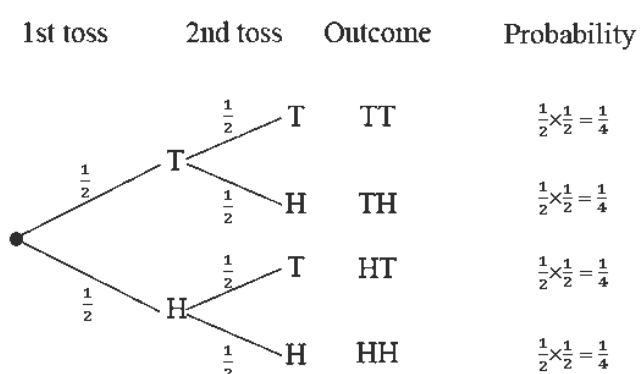 1st toss 2nd toss Outcome Probability
1/2 T TT 1/2×1/2=1/4
1/2 T
1/2 H TH 1/2×1/2=1/4
1/2 T HT 1/2×1/2=1/4
1/2 H
1/2 H HH 1/2×1/2=1/4